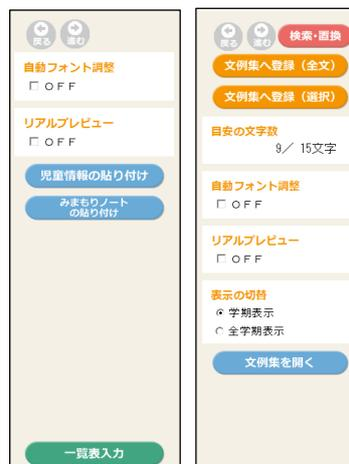 戻る 進む
自動フォント調整
OFF
リアルプレビュー
OFF
児童情報の貼り付け
みまもりノート
の貼り付け
一覧表入力
戻る 進む 検索・置換
文例集へ登録（全文）
文例集へ登録（選択）
目安の文字数
9／ 15文字
自動フォント調整
OFF
リアルプレビュー
OFF
表示の切替
学期表示
全学期表示
文例集を開く